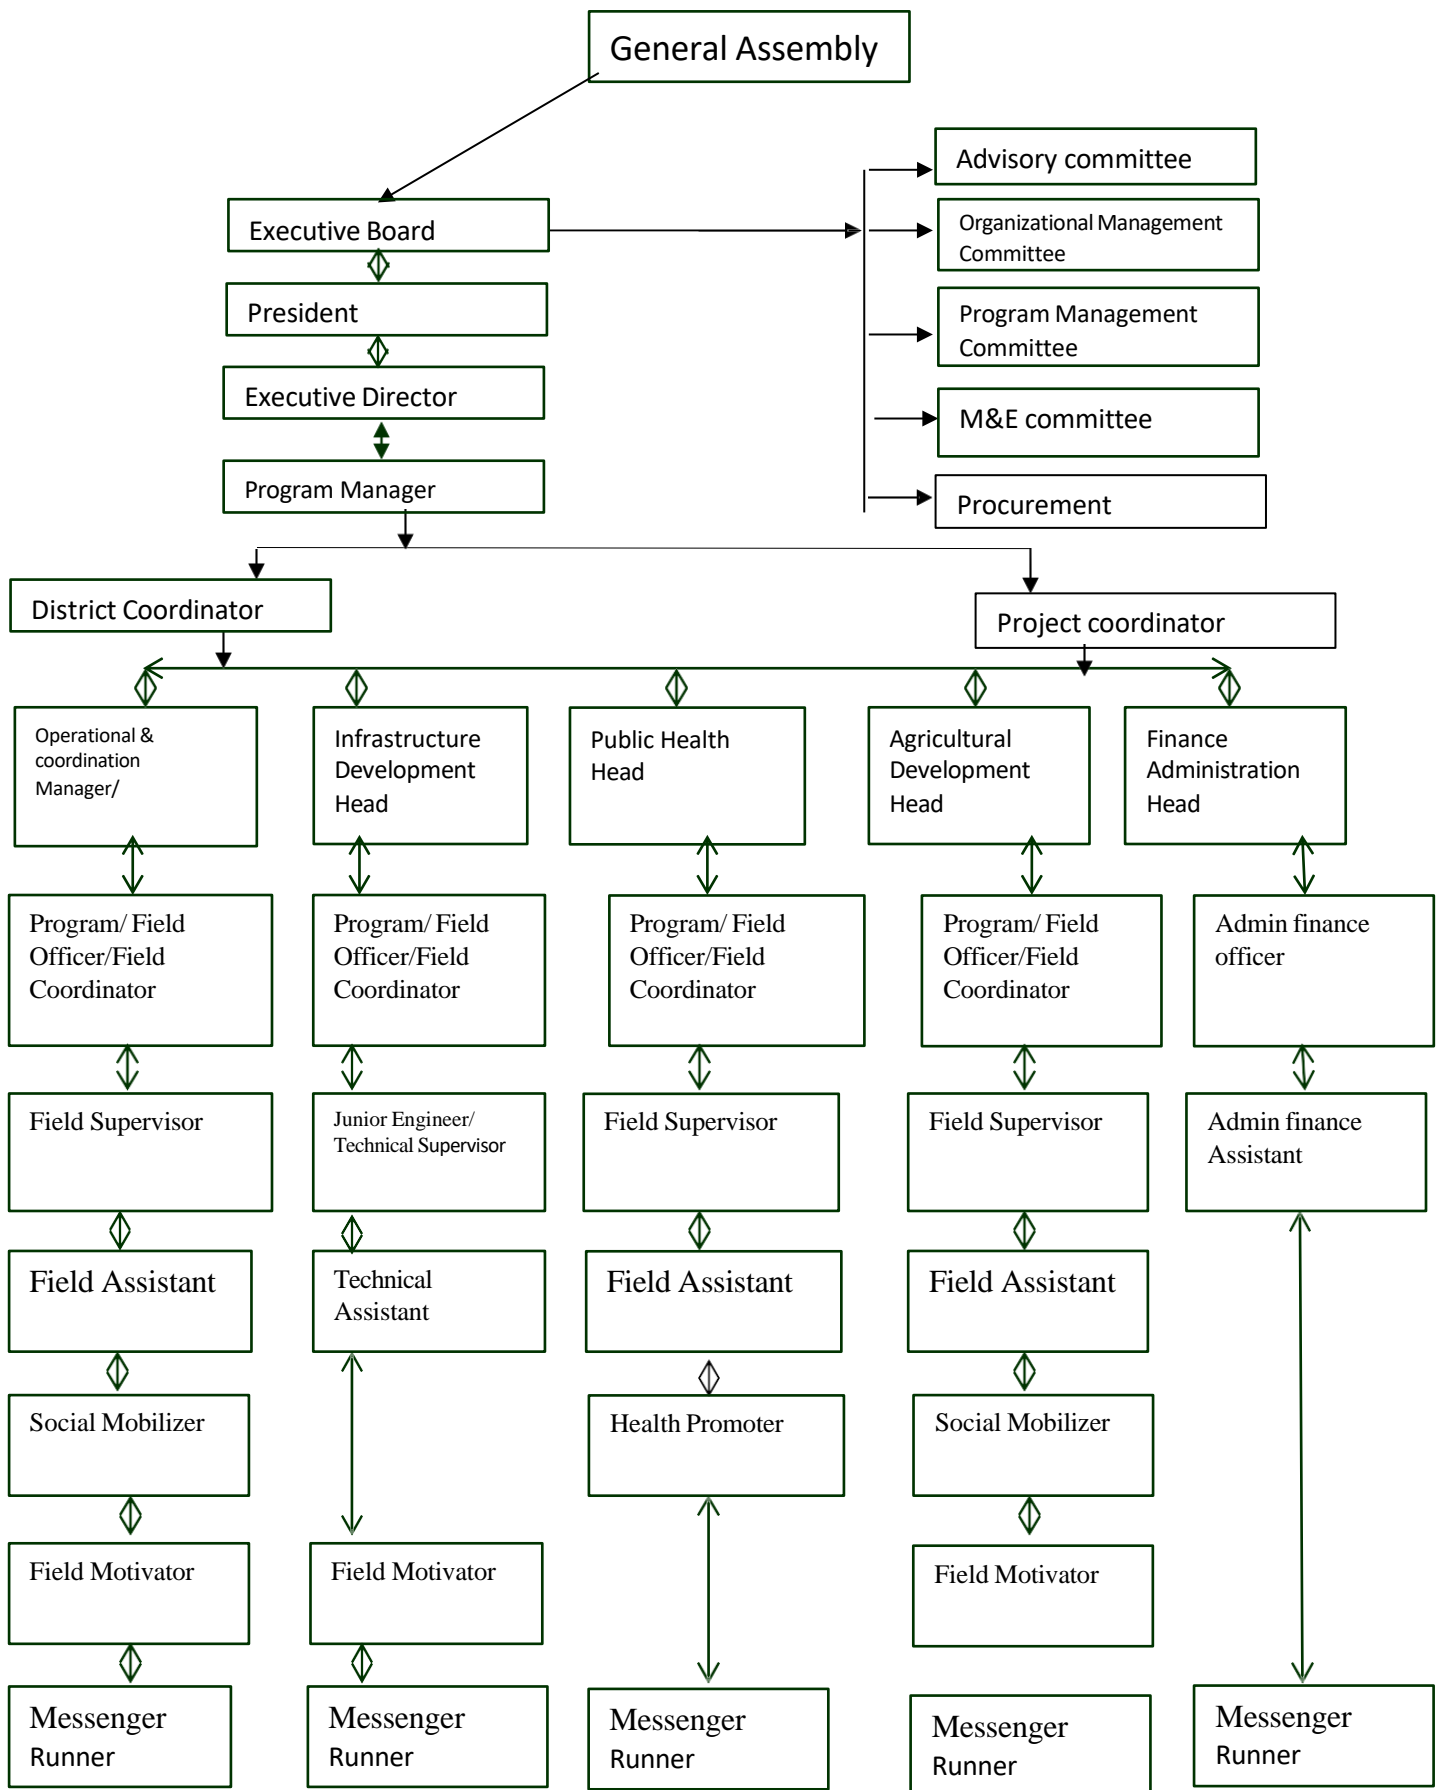 General Assembly
Advisory committee
Executive Board
Organizational Management
Committee
President
Program Management
Committee
Executive Director
M&E committee
Program Manager
Procurement
District Coordinator
Project coordinator
Operational &
coordination
Manager/
Infrastructure
Development
Head
Public Health
Head
Agricultural
Development
Head
Finance
Administration
Head
Program/ Field
Officer/Field
Coordinator
Program/ Field
Officer/Field
Coordinator
Program/ Field
Officer/Field
Coordinator
Program/ Field
Officer/Field
Coordinator
Admin finance
officer
Field Supervisor
Junior Engineer/
Technical Supervisor
Field Supervisor
Field Supervisor
Admin finance
Assistant
Field Assistant
Technical
Assistant
Field Assistant
Field Assistant
Social Mobilizer
Health Promoter
Social Mobilizer
Field Motivator
Field Motivator
Field Motivator
Messenger
Runner
Messenger
Runner
Messenger
Runner
Messenger
Runner
Messenger
Runner